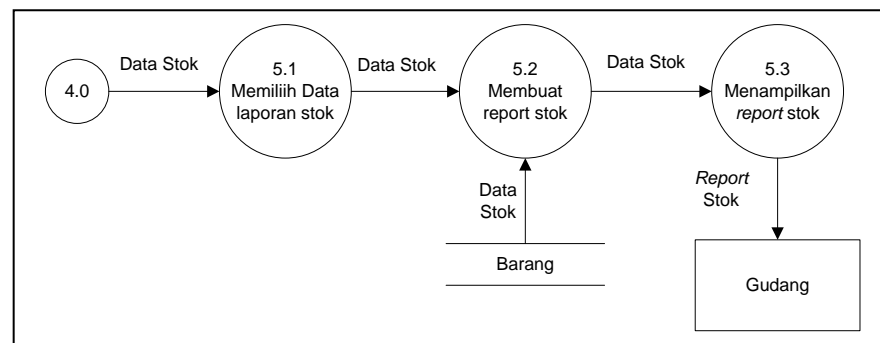 4.0
Data Stok
5.1
Memiliih Data
laporan stok
Data Stok
5.2
Membuat
report stok
Data Stok
5.3
Menampilkan
report stok
Data
Stok
Barang
Report
Stok
Gudang